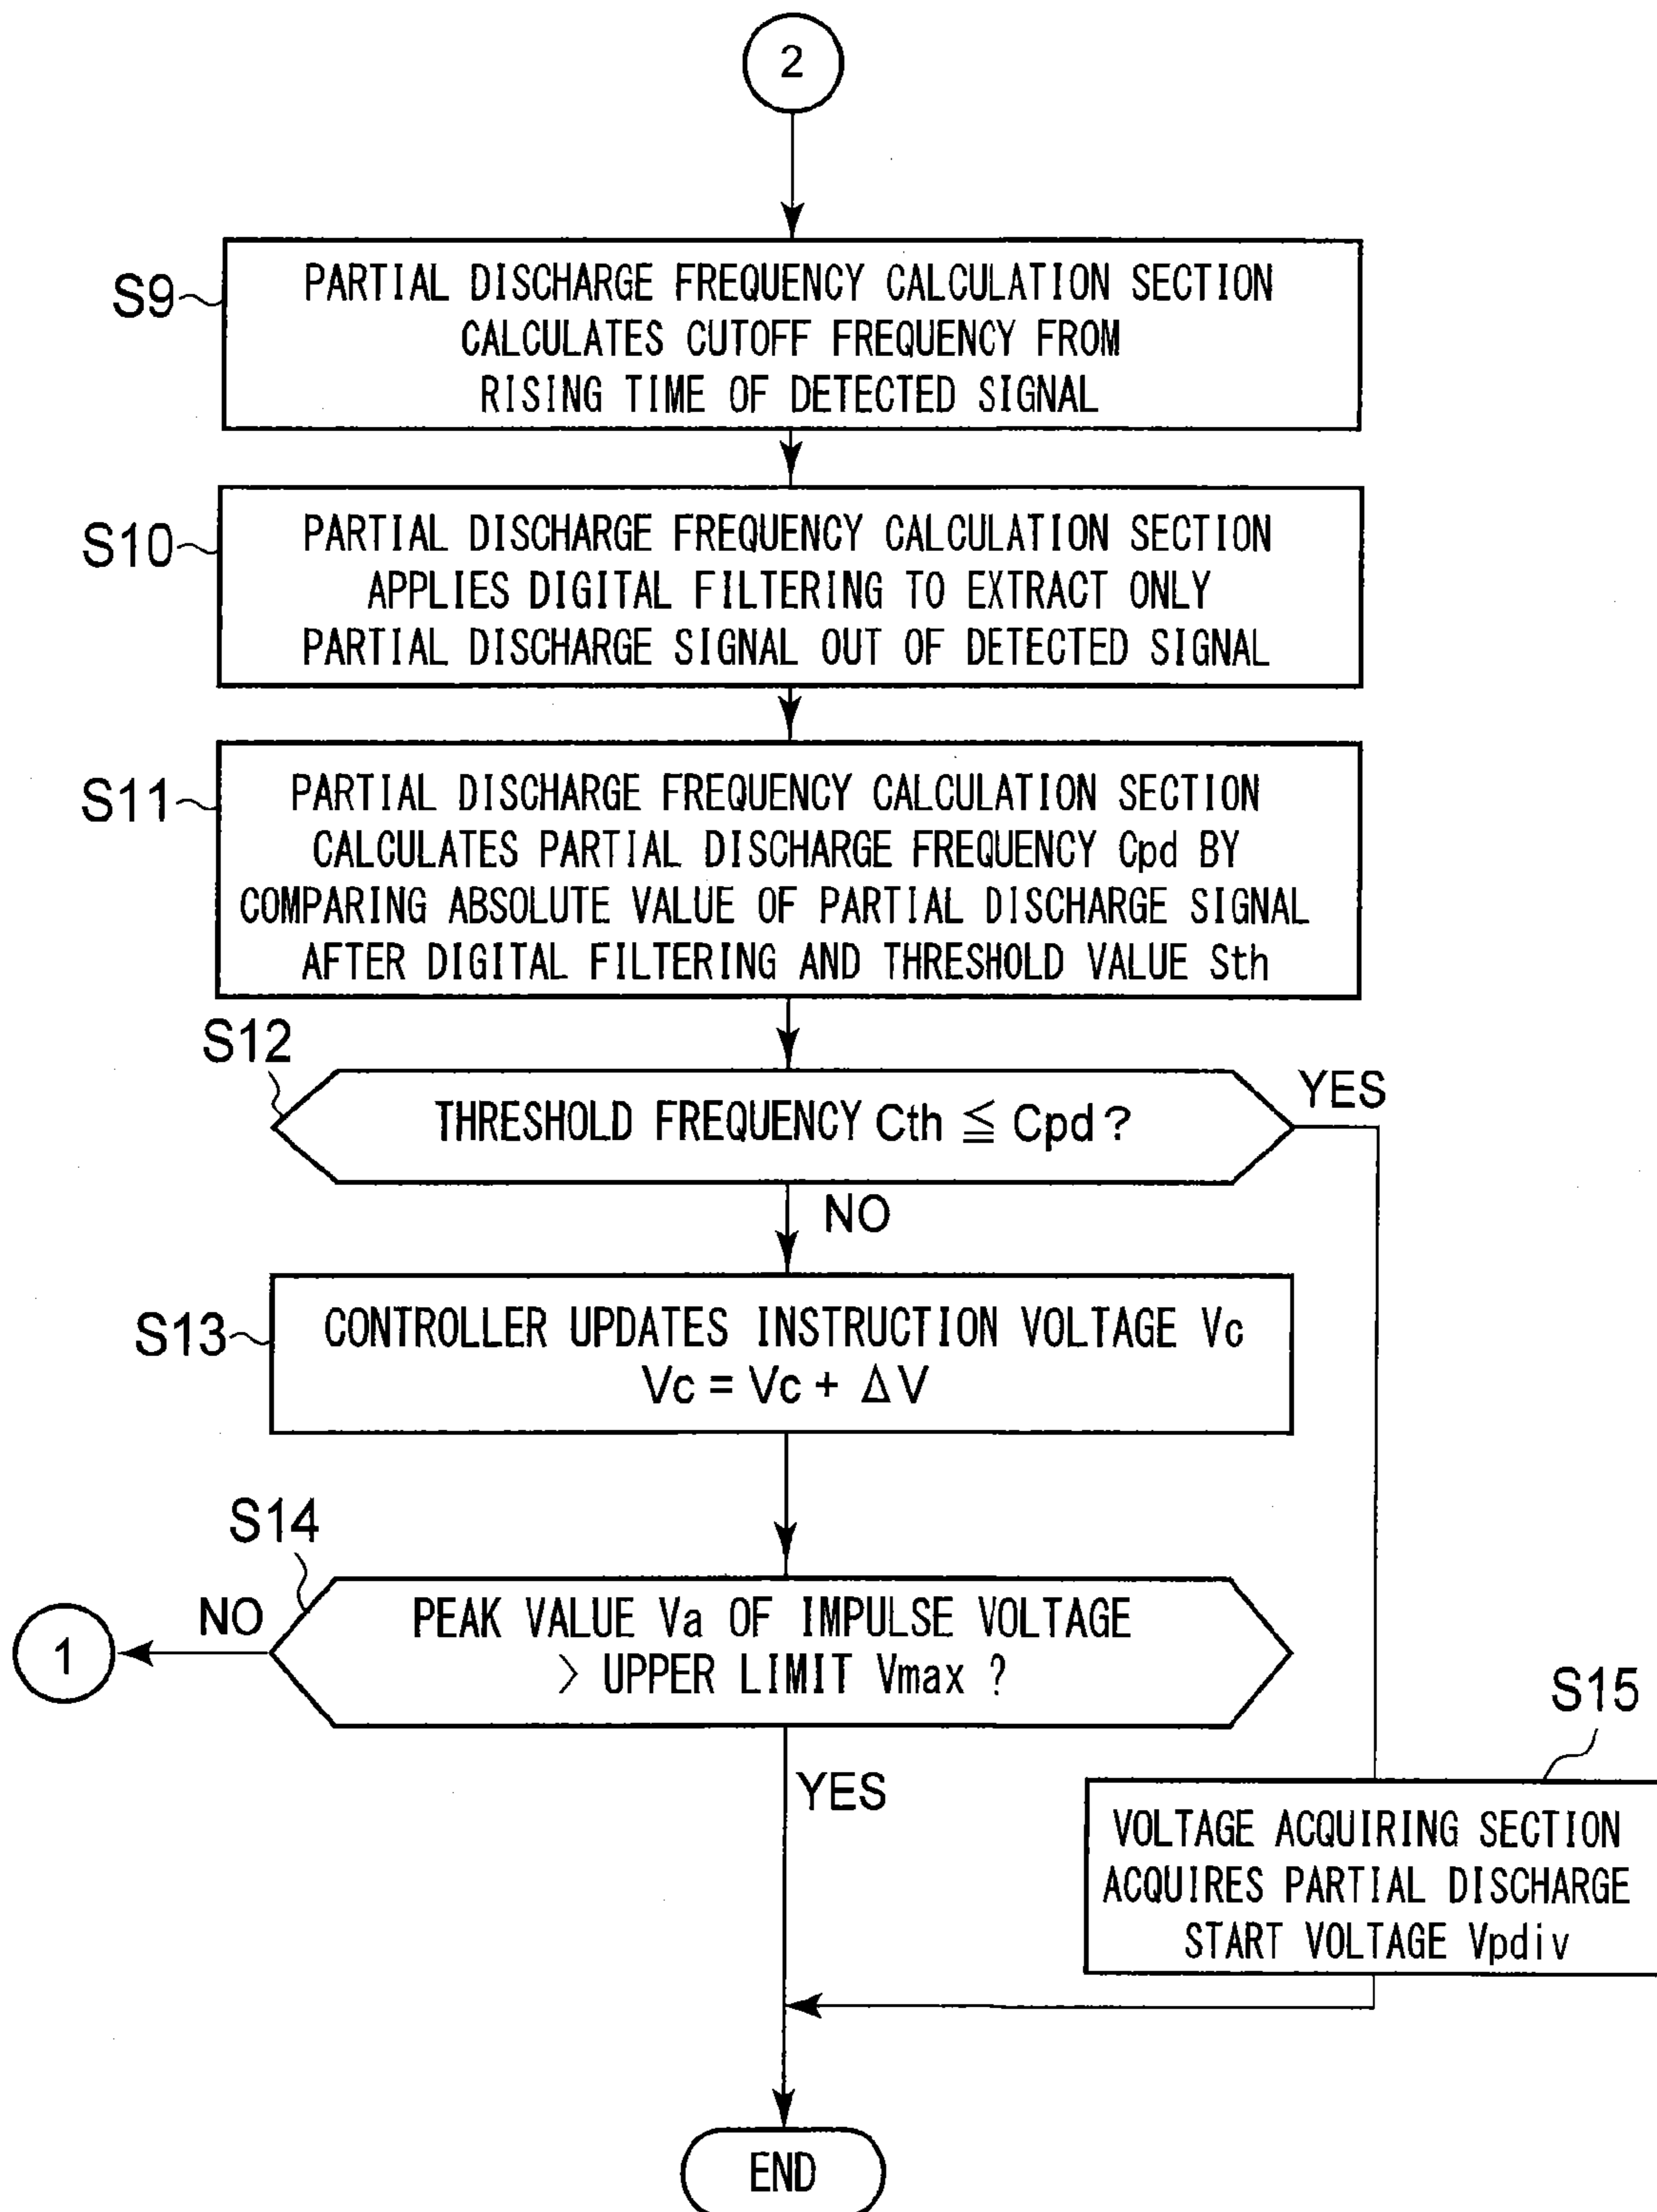 2
S9
PARTIAL DISCHARGE FREQUENCY CALCULATION SECTION
CALCULATES CUTOFF FREQUENCY FROM
RISING TIME OF DETECTED SIGNAL
S10
PARTIAL DISCHARGE FREQUENCY CALCULATION SECTION
APPLIES DIGITAL FILTERING TO EXTRACT ONLY
PARTIAL DISCHARGE SIGNAL OUT OF DETECTED SIGNAL
S11
PARTIAL DISCHARGE FREQUENCY CALCULATION SECTION
CALCULATES PARTIAL DISCHARGE FREQUENCY Cpd BY
COMPARING ABSOLUTE VALUE OF PARTIAL DISCHARGE SIGNAL
AFTER DIGITAL FILTERING AND THRESHOLD VALUE Sth
S12
THRESHOLD FREQUENCY Cth ≦ Cpd ?
YES
NO
S13
CONTROLLER UPDATES INSTRUCTION VOLTAGE Vc
Vc = Vc + ΔV
S14
PEAK VALUE Va OF IMPULSE VOLTAGE
> UPPER LIMIT Vmax ?
NO
1
YES
S15
VOLTAGE ACQUIRING SECTION
ACQUIRES PARTIAL DISCHARGE
START VOLTAGE Vpdiv
END